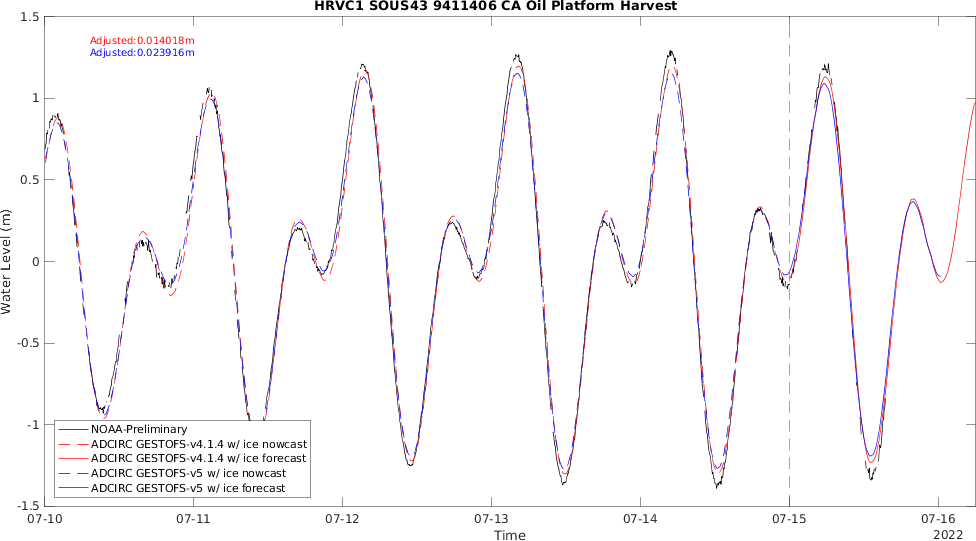 HRVC1 SOUS43 9411406 CA Oil Platform Harvest
1.5
Adjusted:0.014018m
Adjusted:0.023916m
1
0.5
0
-0.5
-1
-1.5
Water Level (m)
NOAA-Preliminary
ADCIRC GESTOFS-v4.1.4 w/ ice nowcast
ADCIRC GESTOFS-v4.1.4 w/ ice forecast
ADCIRC GESTOFS-v5 w/ ice nowcast
ADCIRC GESTOFS-v5 w/ ice forecast
07-10 07-11 07-12 07-13 07-14 07-15 07-16
Time
2022